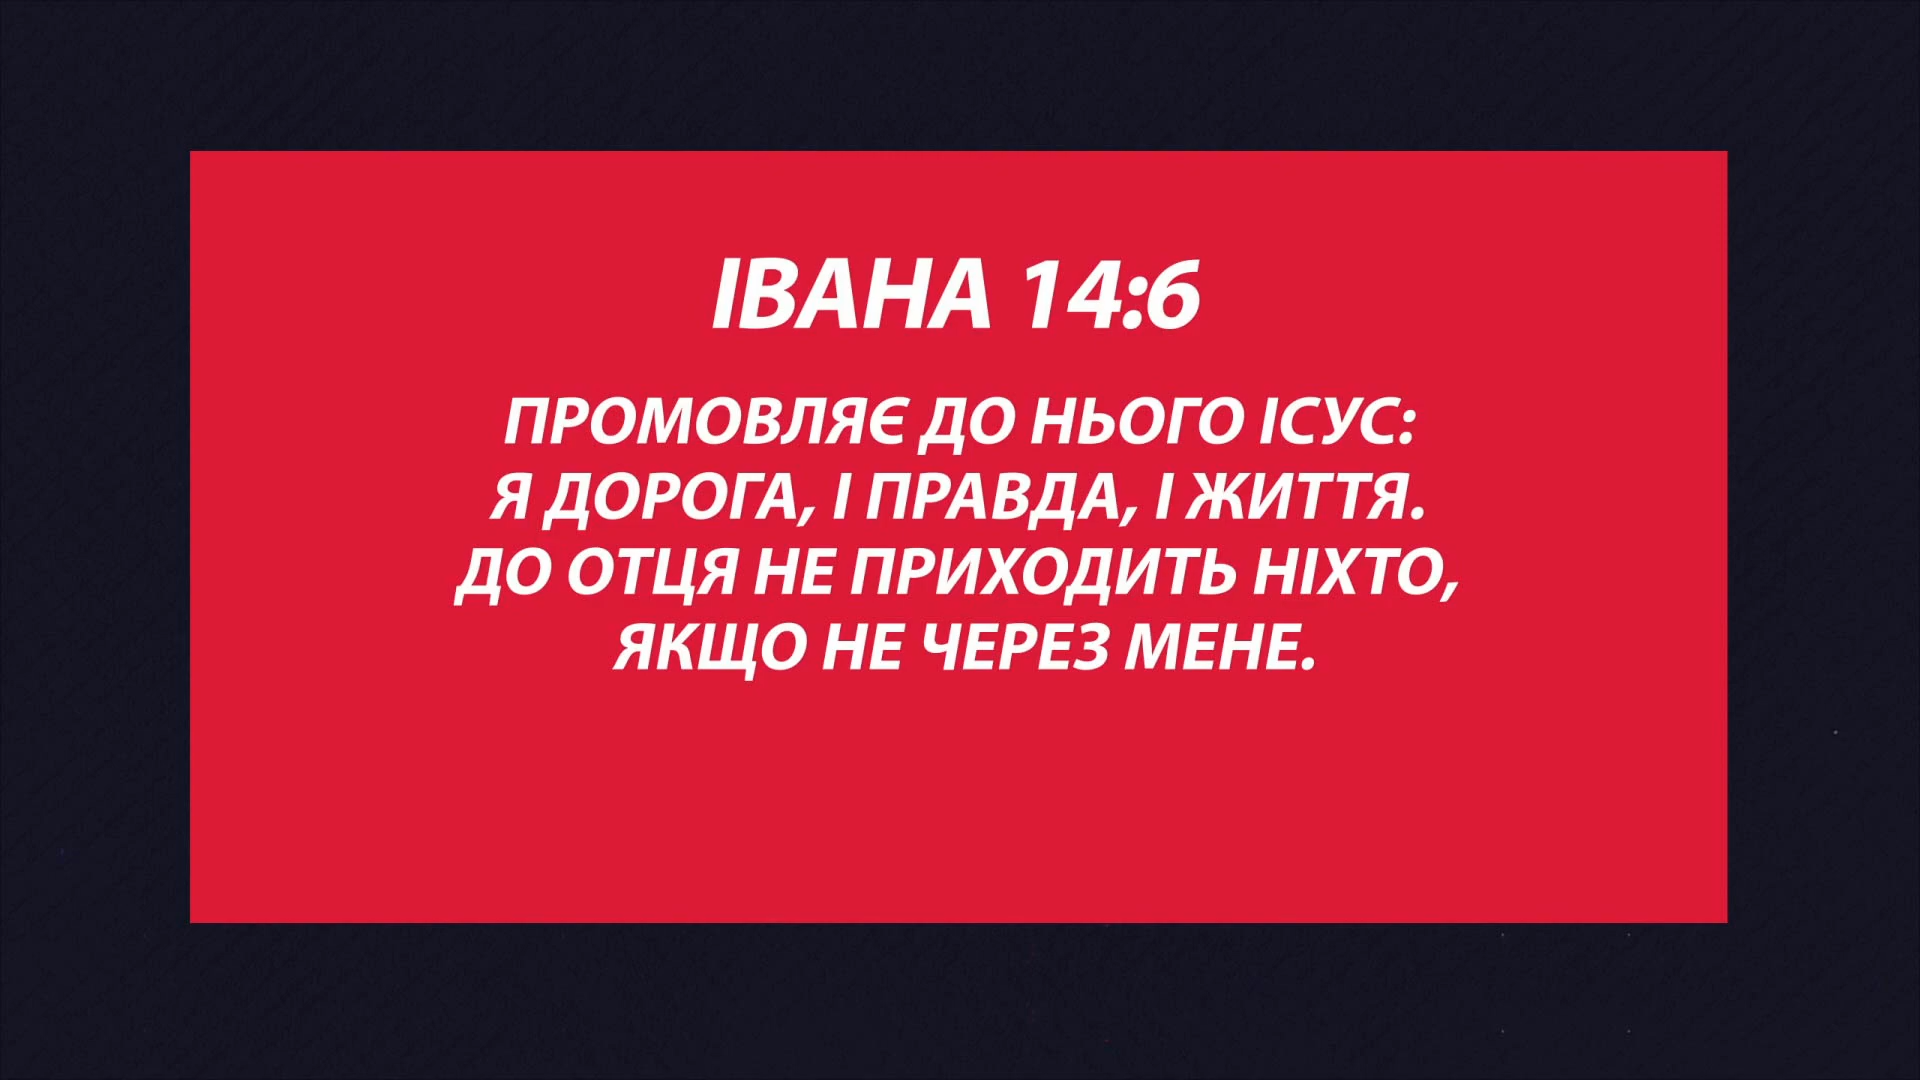 ІВАНА 14:6
ПРОМОВЛЯЄ ДО НЬОГО ІСУС:
Я ДОРОГА, І ПРАВДА, І ЖИТТЯ.
ДО ОТЦЯ НЕ ПРИХОДИТЬ НІХТО,
ЯКЩО НЕ ЧЕРЕЗ МЕНЕ.